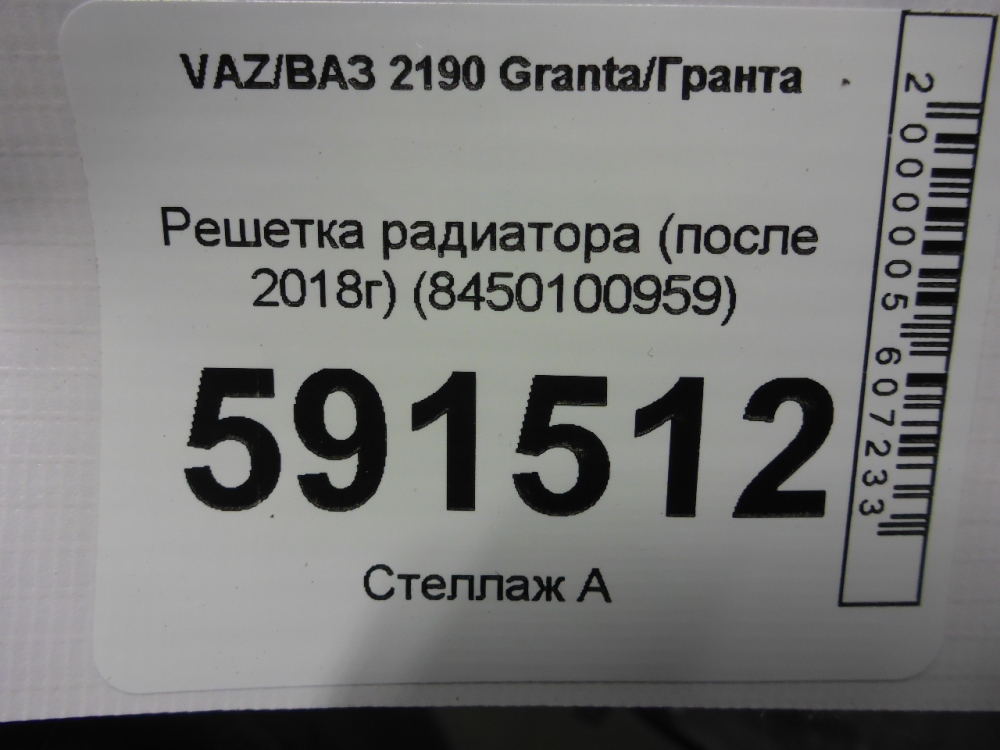 VAZ/ВАЗ 2190 Granta/Гранта
Решетка радиатора (после
2018г) (8450100959)
591512
Стеллаж А
2000005607233